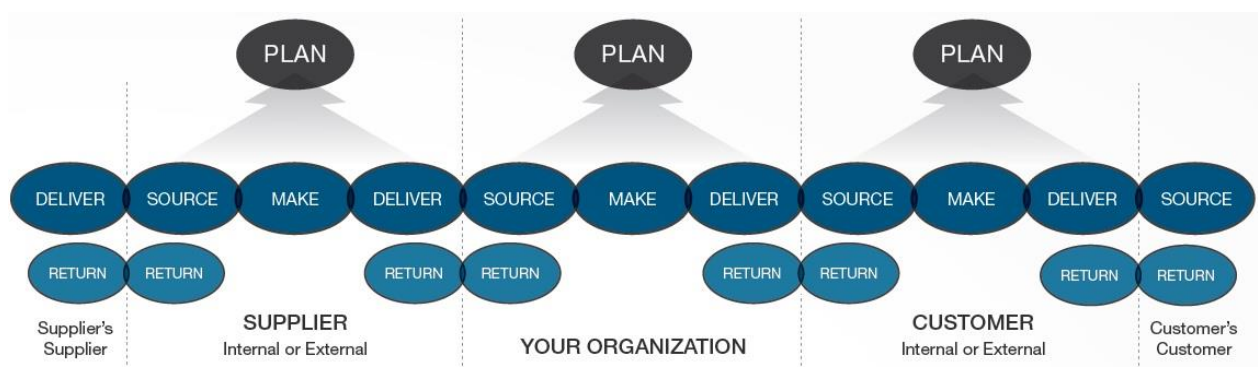 PLAN PLAN PLAN
DELIVER SOURCE MAKE DELIVER SOURCE MAKE DELIVER SOURCE MAKE DELIVER SOURCE
RETURN RETURN RETURN RETURN RETURN RETURN RETURN RETURN
Supplier's
Supplier
SUPPLIER
Internal or External
YOUR ORGANIZATION
CUSTOMER
Internal or External
Customer's
Customer